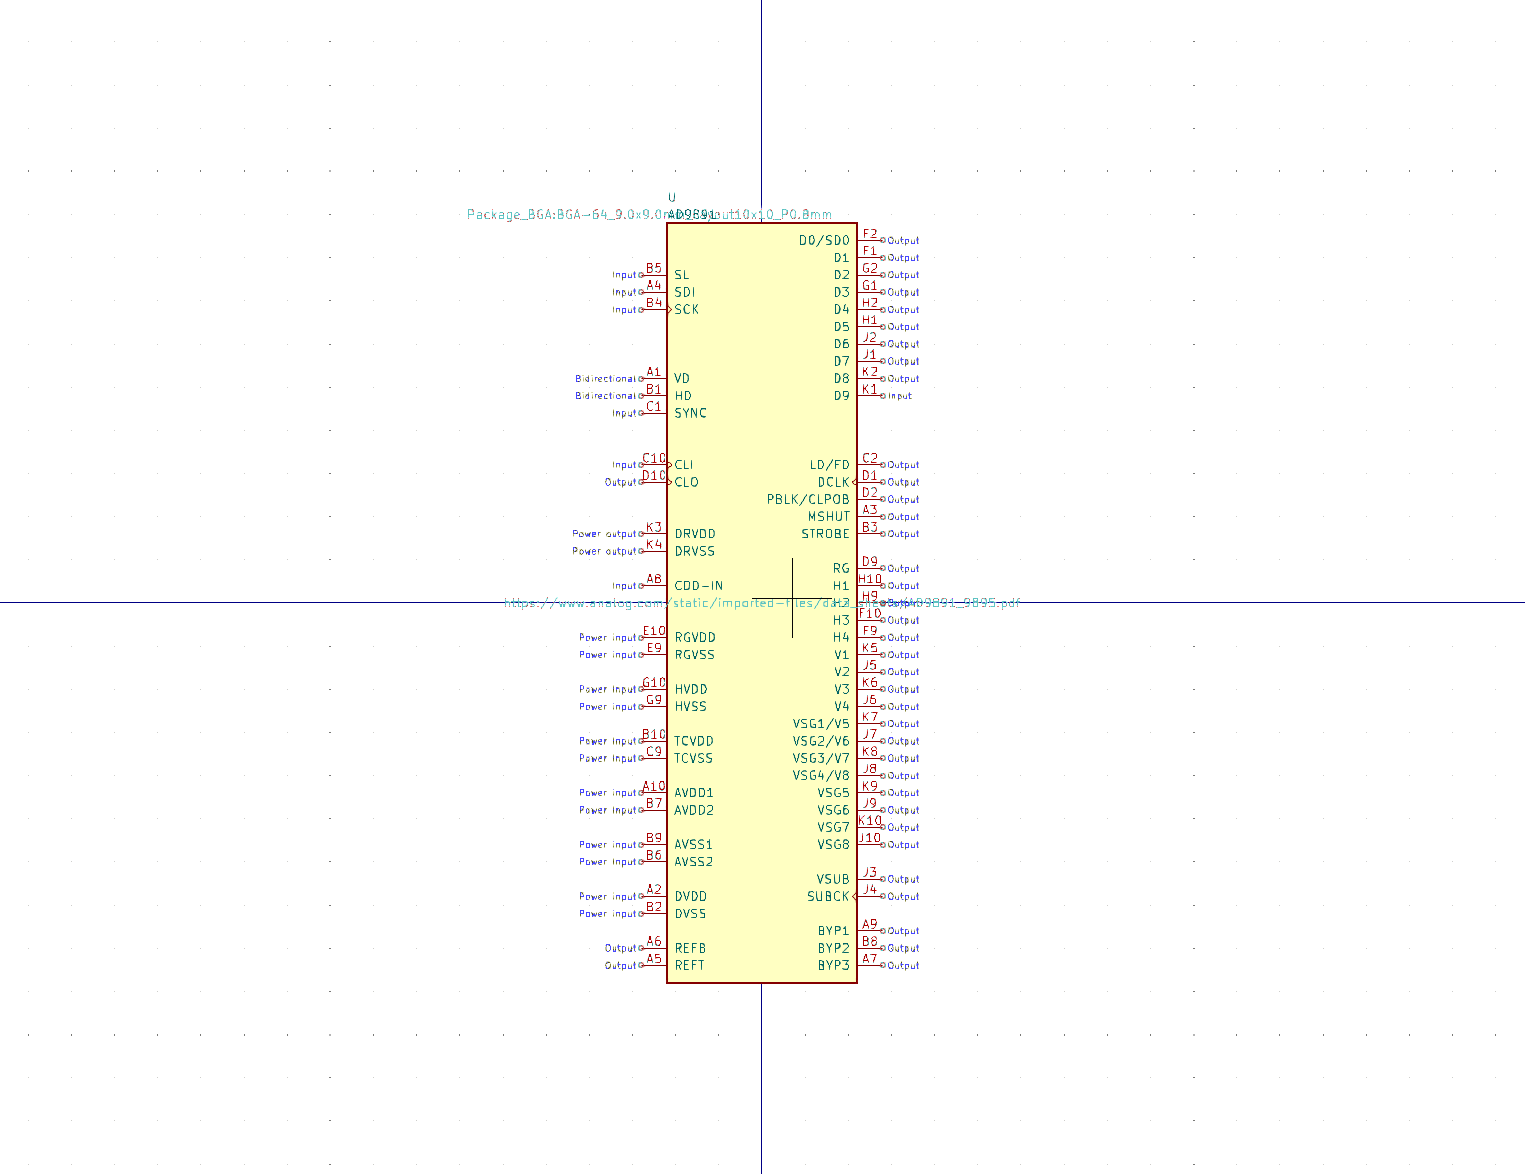 U
Package_BGA:BGA-64_9.0x9.0mm_Layout10x10_P0.8mm
AD9891
D0/SD0 F2 Output
D1 F1 Output
Input B5 SL D2 G2 Output
Input A4 SDI D3 G1 Output
Input B4 SCK D4 H2 Output
D5 H1 Output
D6 J2 Output
D7 J1 Output
Bidirectional A1 VD D8 K2 Output
Bidirectional B1 HD D9 K1 Input
Input C1 SYNC
Input C10 CLI LD/FD C2 Output
Output D10 CLO DCLK D1 Output
PBLK/CLPOB D2 Output
MSHUT A3 Output
Power output K3 DRVDD STROBE B3 Output
Power output K4 DRVSS
RG D9 Output
Input A8 CDD-IN H1 H10 Output
https://www.analog.com/static/imported-files/data_sheets/AD9891_9895.pdf
H2 H9 Output
H3 F10 Output
Power input E10 RGVDD H4 F9 Output
Power input E9 RGVSS V1 K5 Output
V2 J5 Output
Power input G10 HVDD V3 K6 Output
Power input G9 HVSS V4 J6 Output
VSG1/V5 K7 Output
Power input B10 TCVDD VSG2/V6 J7 Output
Power input C9 TCVSS VSG3/V7 K8 Output
VSG4/V8 J8 Output
Power input A10 AVDD1 VSG5 K9 Output
Power input B7 AVDD2 VSG6 J9 Output
VSG7 K10 Output
Power input B9 AVSS1 VSG8 J10 Output
Power input B6 AVSS2
VSUB J3 Output
Power input A2 DVDD SUBCK J4 Output
Power input B2 DVSS
BYP1 A9 Output
Output A6 REFB BYP2 B8 Output
Output A5 REFT BYP3 A7 Output